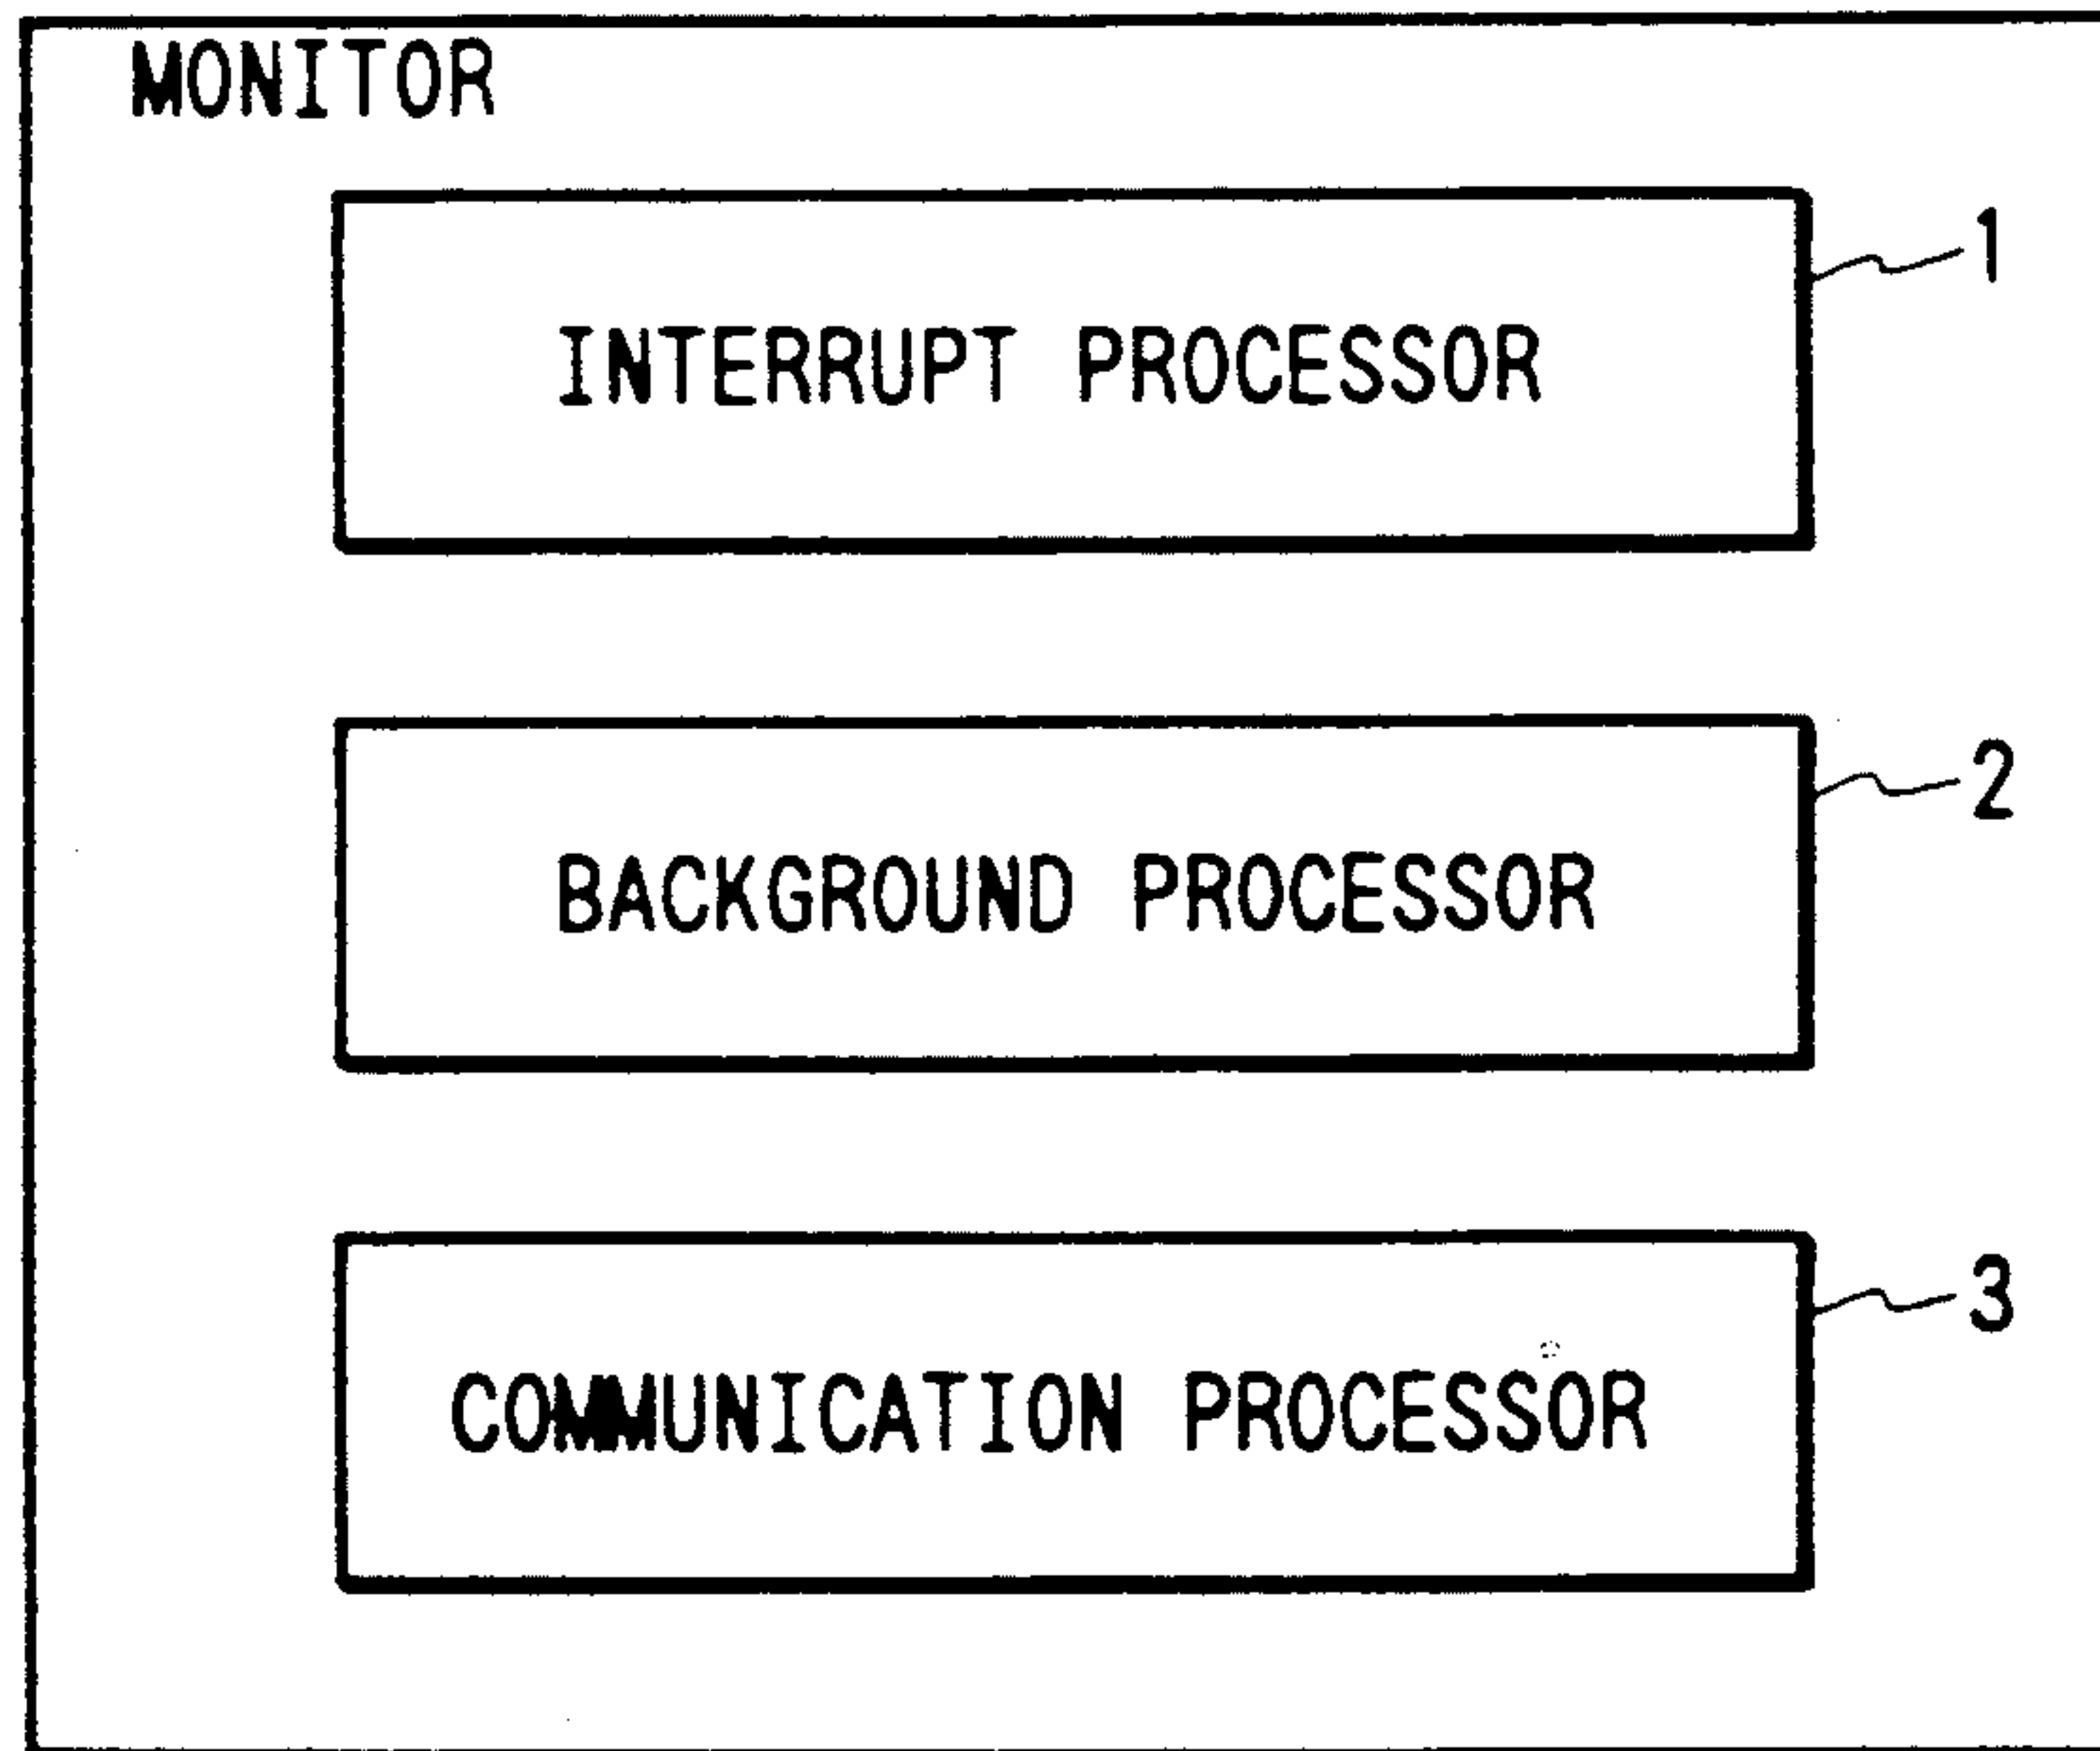 MONITOR
1
INTERRUPT PROCESSOR
2
BACKGROUND PROCESSOR
3
COMMUNICATION PROCESSOR